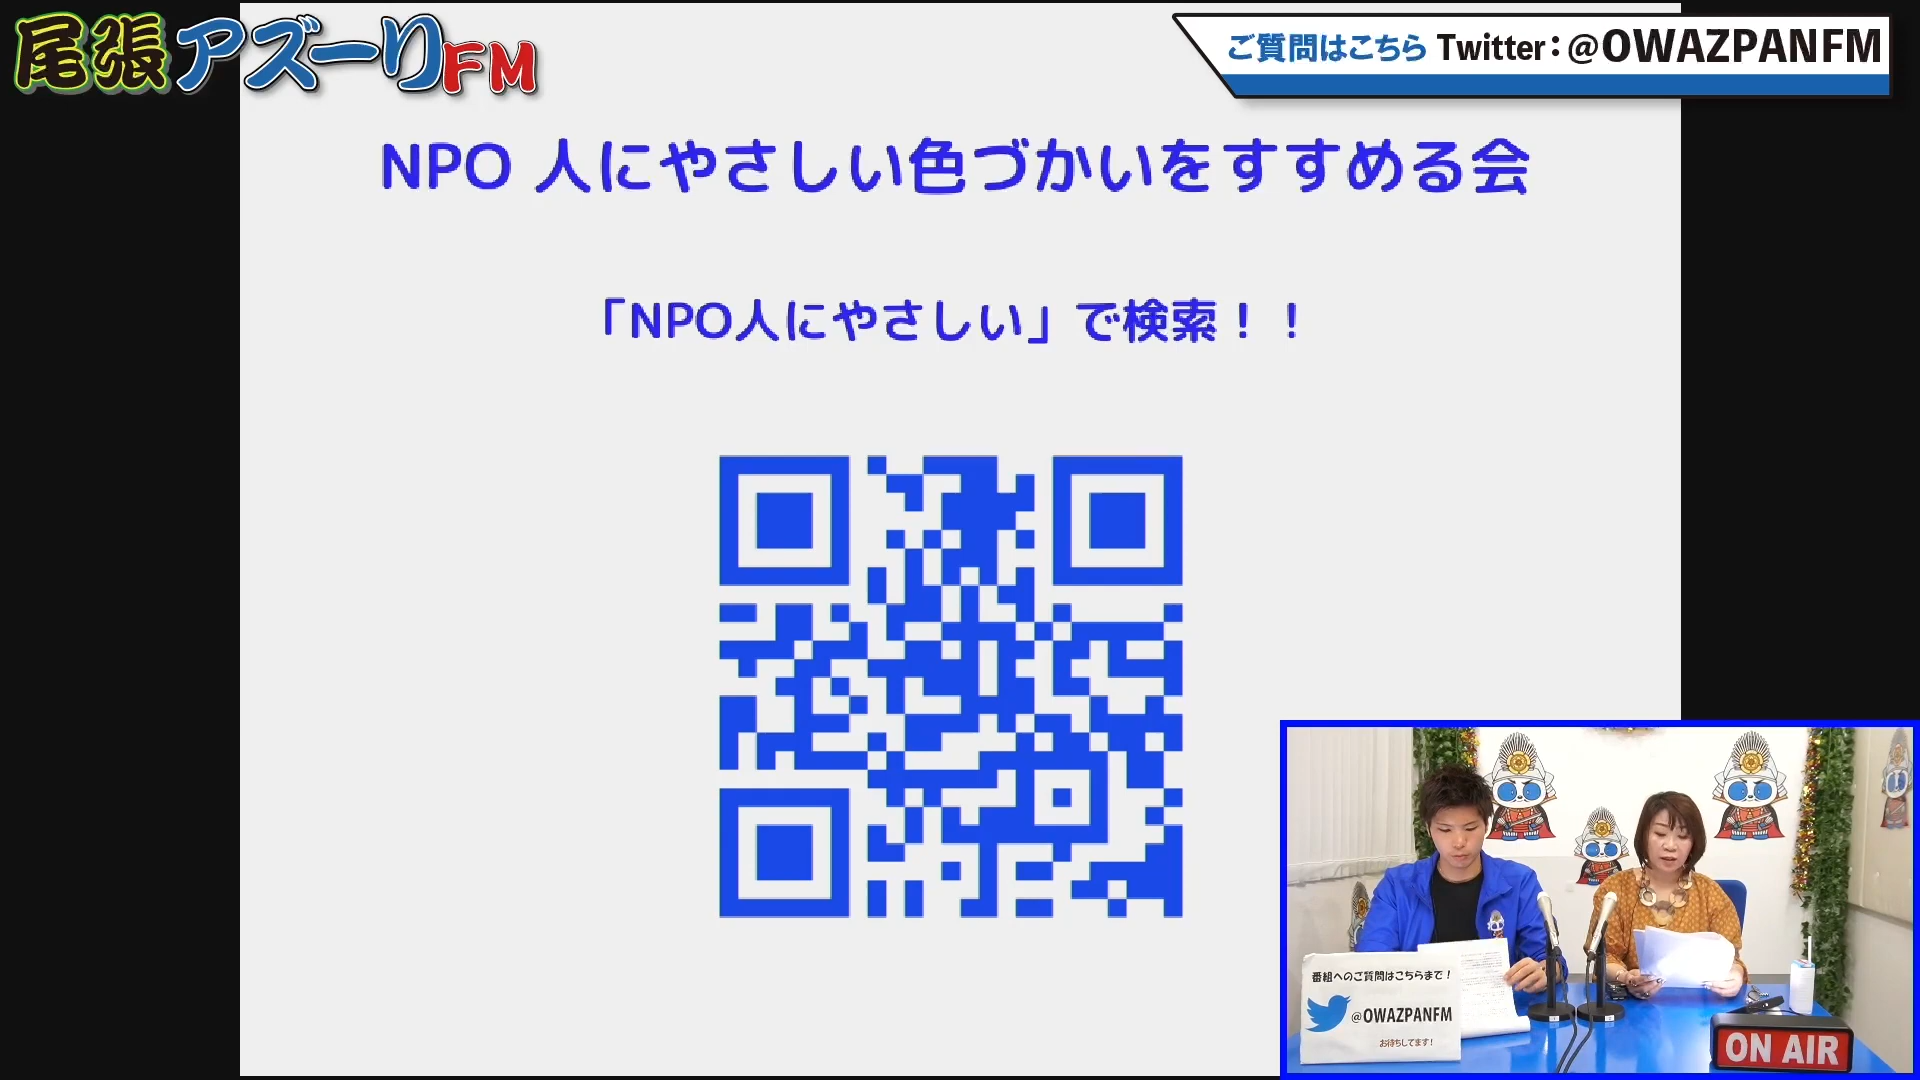 尾張アズーリFM
ご質問はこちら Twitter：@OWAZPANFM
NPO 人にやさしい色づかいをすすめる会
「NPO人にやさしい」で検索！！
番組へのご質問はこちらまで！
@OWAZPANFM
お待ちしてます！
ON AIR